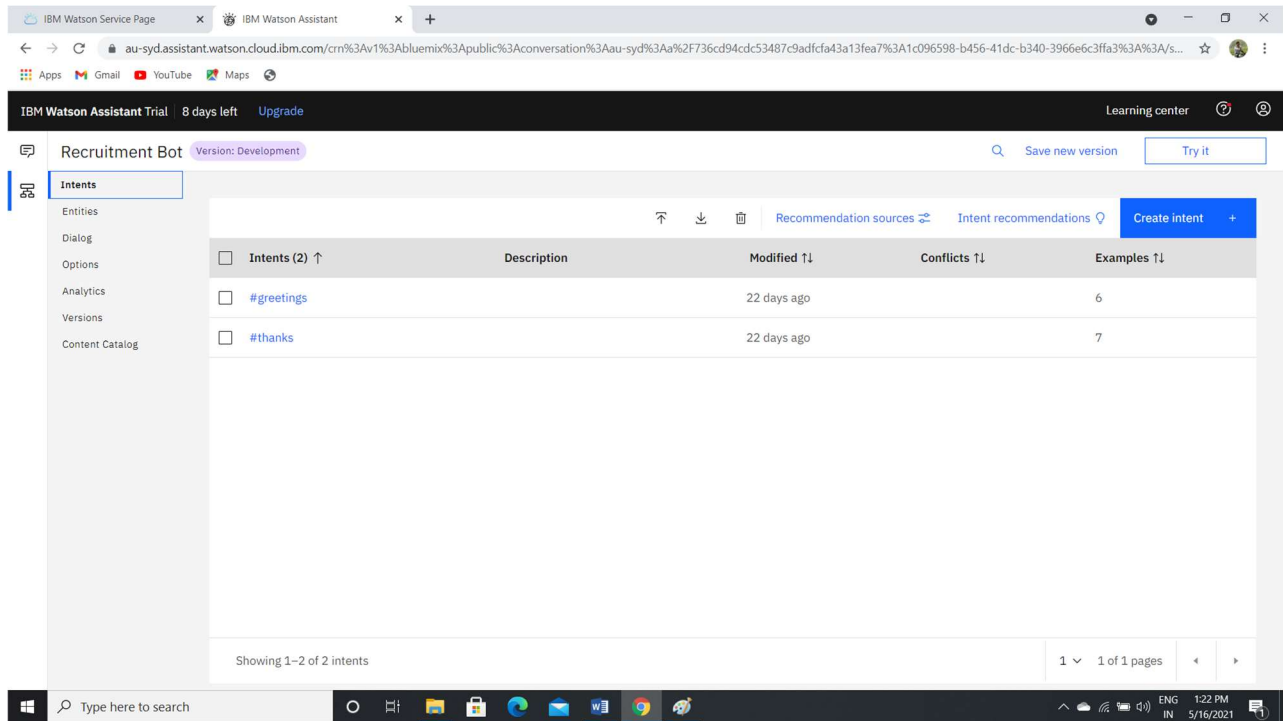 IBM Watson Service Page
IBM Watson Assistant
au-syd.assistant.watson.cloud.ibm.com/crn%3Av1%3Abluemix%3Apublic%3Aconversation%3Aau-syd%3Aa%2F736cd94cdc53487c9adfcfa43a13fea7%3A1c096598-b456-41dc-b340-3966e6c3ffa3%3A%3A/s...
Apps Gmail YouTube Maps
IBM Watson Assistant Trial 8 days left Upgrade Learning center
Recruitment Bot Version: Development Save new version Try it
Intents
Entities
Dialog
Options
Analytics
Versions
Content Catalog
Recommendation sources Intent recommendations Create intent +
Intents (2) ↑ Description Modified ↑↓ Conflicts ↑↓ Examples ↑↓
#greetings 22 days ago 6
#thanks 22 days ago 7
Showing 1–2 of 2 intents 1 1 of 1 pages
Type here to search
ENG 1:22 PM
IN 5/16/2021
1